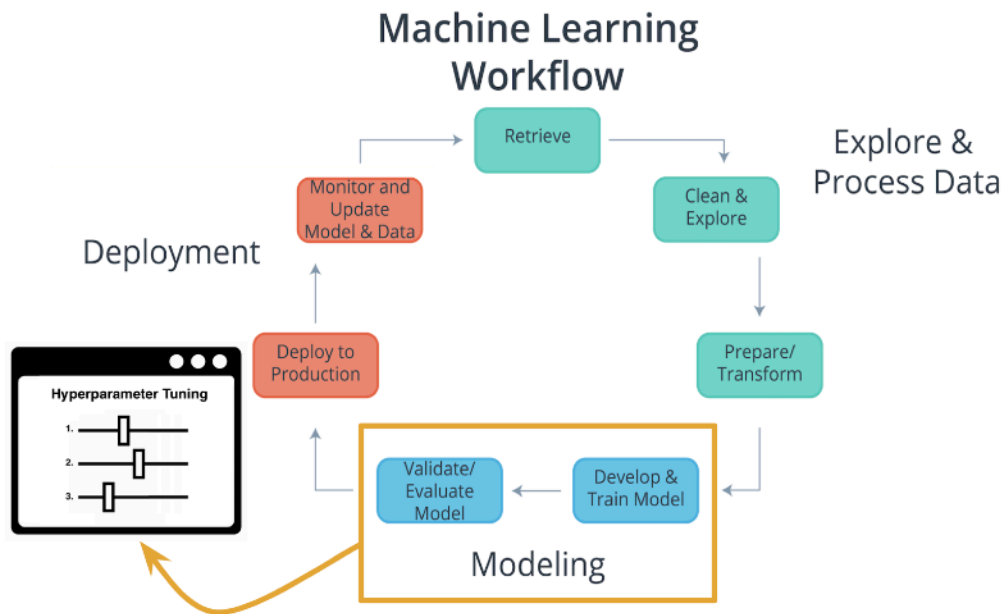 Machine Learning
Workflow
Retrieve
Explore &
Process Data
Clean &
Explore
Monitor and
Update
Model & Data
Deployment
Deploy to
Production
Prepare/
Transform
Hyperparameter Tuning
1.
2.
3.
Validate/
Evaluate
Model
Develop &
Train Model
Modeling